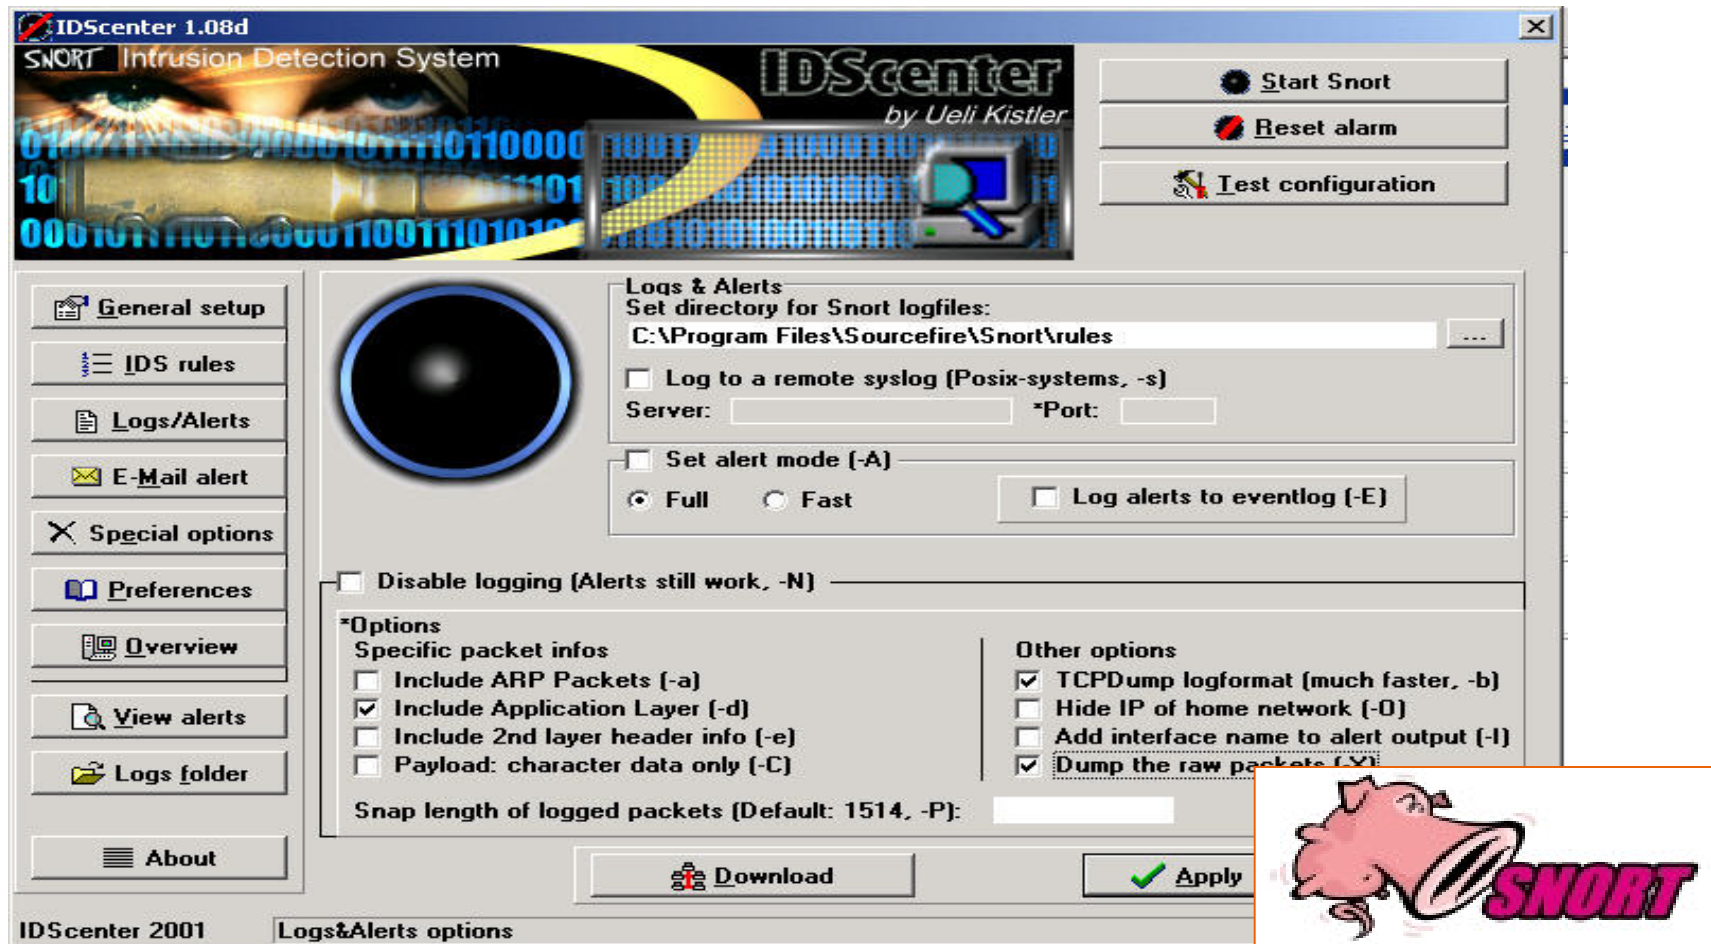 IDScenter 1.08d
SNORT Intrusion Detection System
IDScenter
by Ueli Kistler
Start Snort
Reset alarm
Test configuration
General setup
IDS rules
Logs/Alerts
E-Mail alert
Special options
Preferences
Overview
View alerts
Logs folder
About
Logs & Alerts
Set directory for Snort logfiles:
C:\Program Files\Sourcefire\Snort\rules
...
Log to a remote syslog (Posix-systems, -s)
Server: *Port:
Set alert mode (-A)
Full Fast Log alerts to eventlog (-E)
Disable logging (Alerts still work, -N)
*Options
Specific packet infos
Include ARP Packets (-a)
Include Application Layer (-d)
Include 2nd layer header info (-e)
Payload: character data only (-C)
Other options
TCPDump logformat (much faster, -b)
Hide IP of home network (-O)
Add interface name to alert output (-I)
Dump the raw packets (-X)
Snap length of logged packets (Default: 1514, -P):
Download
Apply
SNORT
IDScenter 2001 Logs&Alerts options